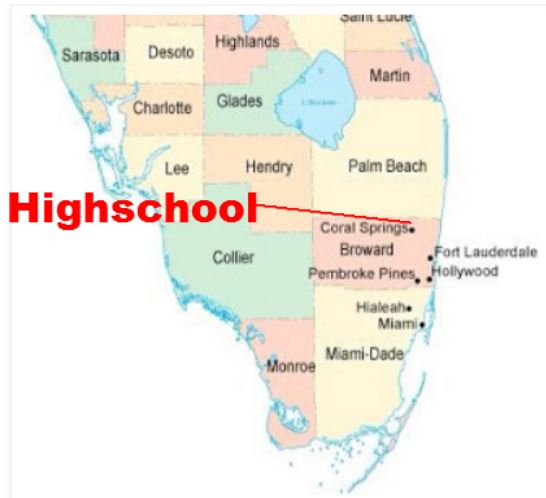 Saint Lucie
Highlands
Desoto
Sarasota
Martin
Charlotte
Glades
Lee
Hendry
Palm Beach
Highschool
Coral Springs
Broward
Collier
Fort Lauderdale
Pembroke Pines
Hollywood
Hialeah
Miami
Miami-Dade
Monroe